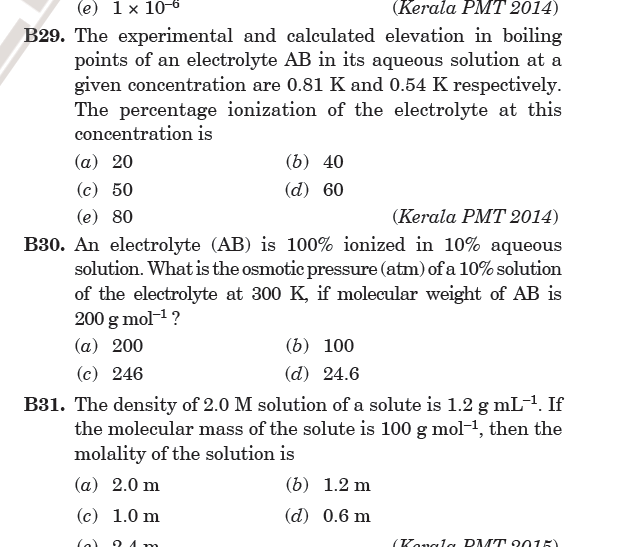 (e) 1 × 10⁻⁶ (Kerala PMT 2014)
B29. The experimental and calculated elevation in boiling
points of an electrolyte AB in its aqueous solution at a
given concentration are 0.81 K and 0.54 K respectively.
The percentage ionization of the electrolyte at this
concentration is
(a) 20 (b) 40
(c) 50 (d) 60
(e) 80 (Kerala PMT 2014)
B30. An electrolyte (AB) is 100% ionized in 10% aqueous
solution. What is the osmotic pressure (atm) of a 10% solution
of the electrolyte at 300 K, if molecular weight of AB is
200 g mol⁻¹ ?
(a) 200 (b) 100
(c) 246 (d) 24.6
B31. The density of 2.0 M solution of a solute is 1.2 g mL⁻¹. If
the molecular mass of the solute is 100 g mol⁻¹, then the
molality of the solution is
(a) 2.0 m (b) 1.2 m
(c) 1.0 m (d) 0.6 m
(e) 2.4 m (Kerala PMT 2015)